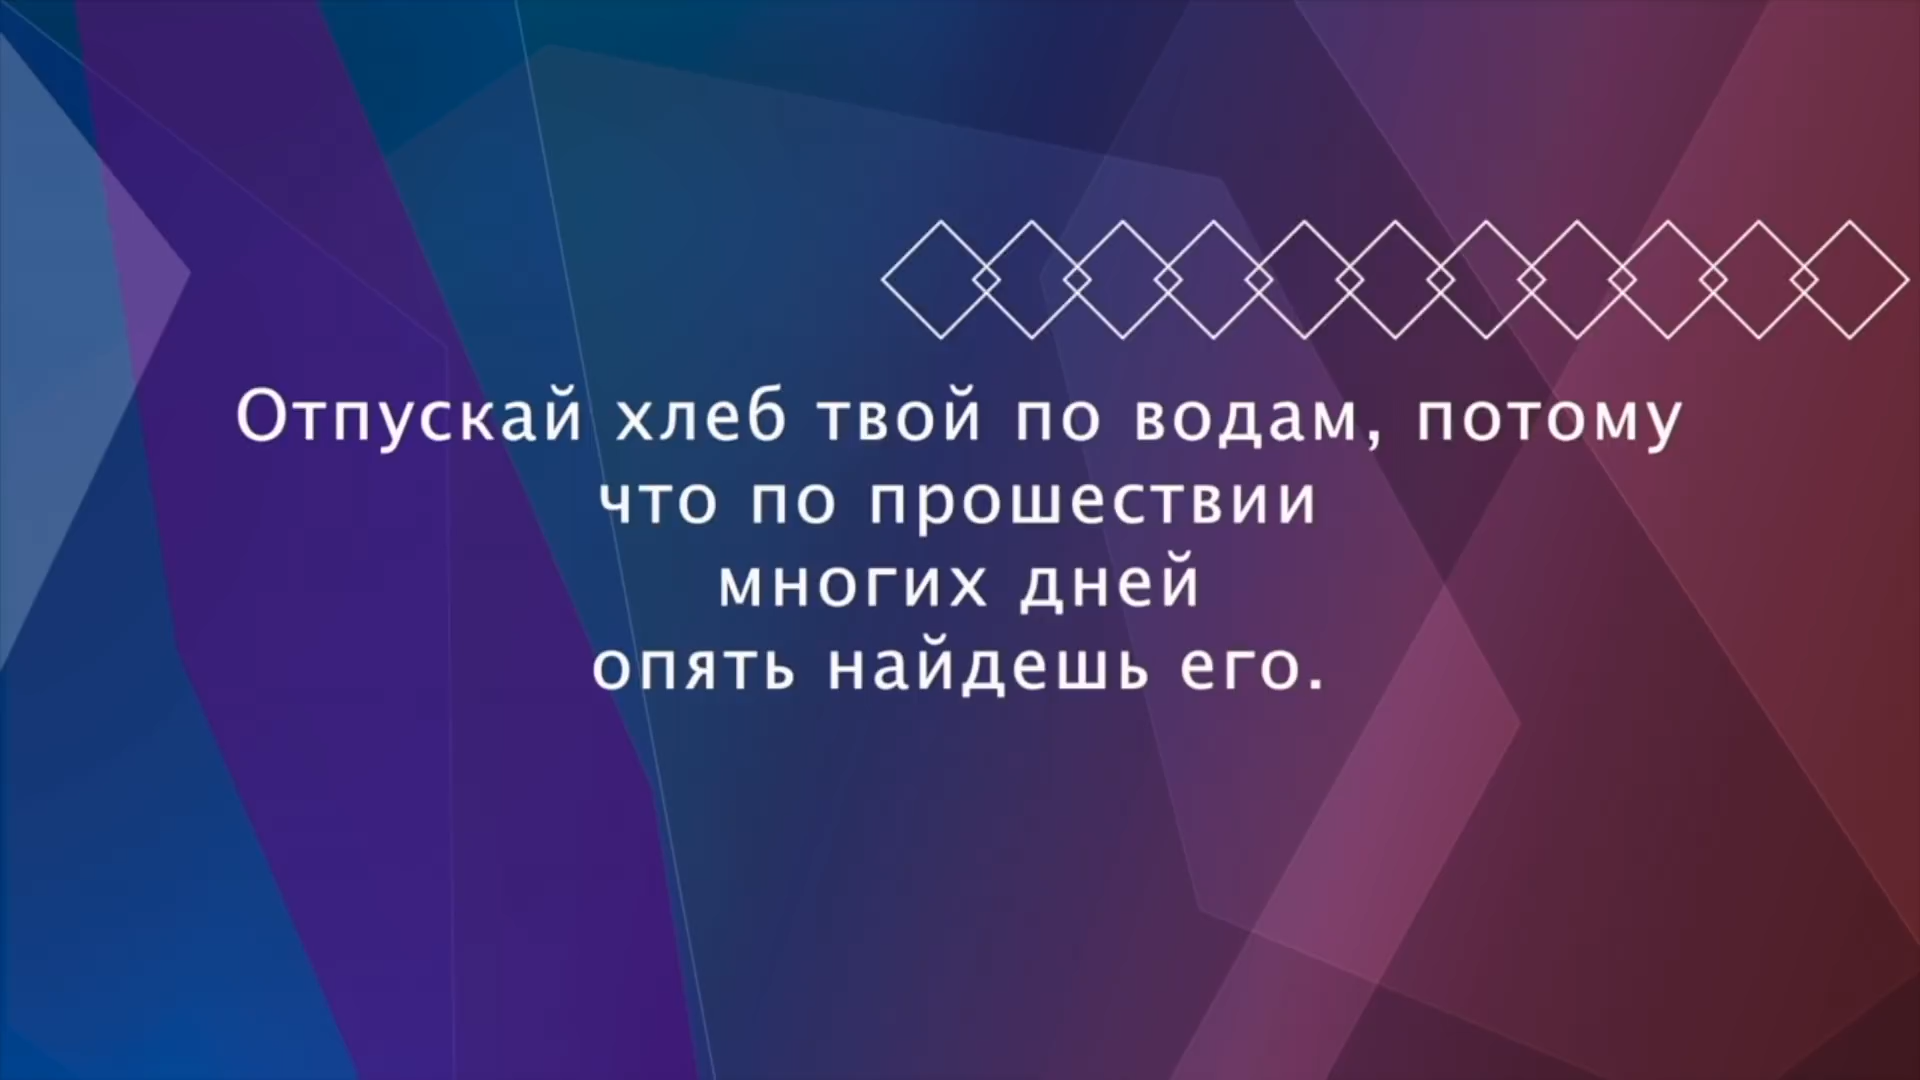 Отпускай хлеб твой по водам, потому
что по прошествии
многих дней
опять найдешь его.